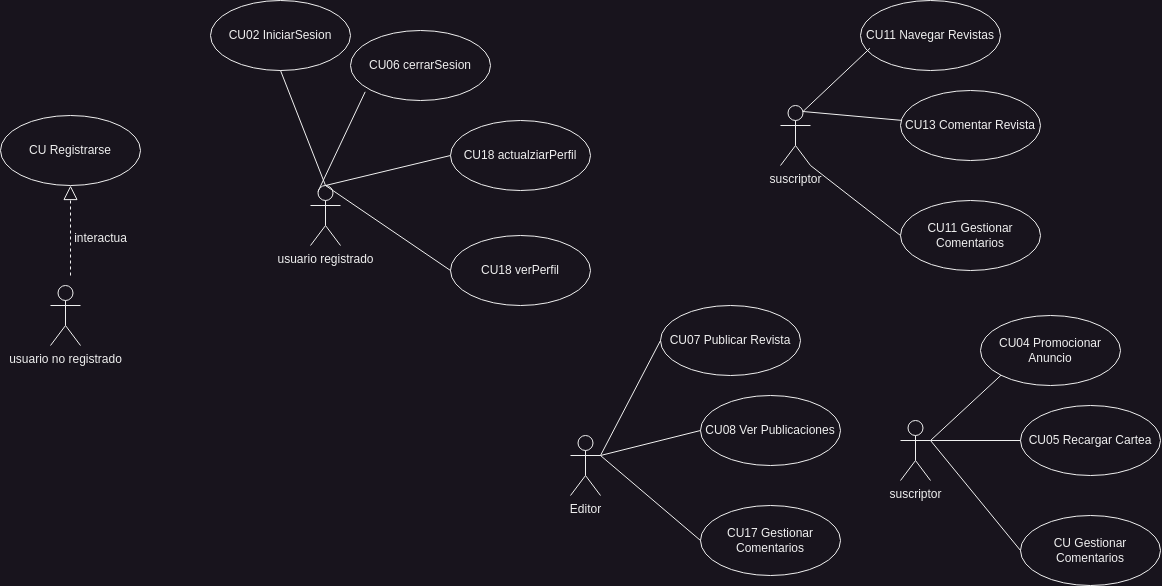 CU02 IniciarSesion
CU06 cerrarSesion
CU Registrarse
CU18 actualziarPerfil
interactua
usuario registrado
CU18 verPerfil
usuario no registrado
CU11 Navegar Revistas
CU13 Comentar Revista
suscriptor
CU11 Gestionar
Comentarios
CU07 Publicar Revista
CU08 Ver Publicaciones
Editor
CU17 Gestionar
Comentarios
CU04 Promocionar
Anuncio
CU05 Recargar Cartea
suscriptor
CU Gestionar
Comentarios